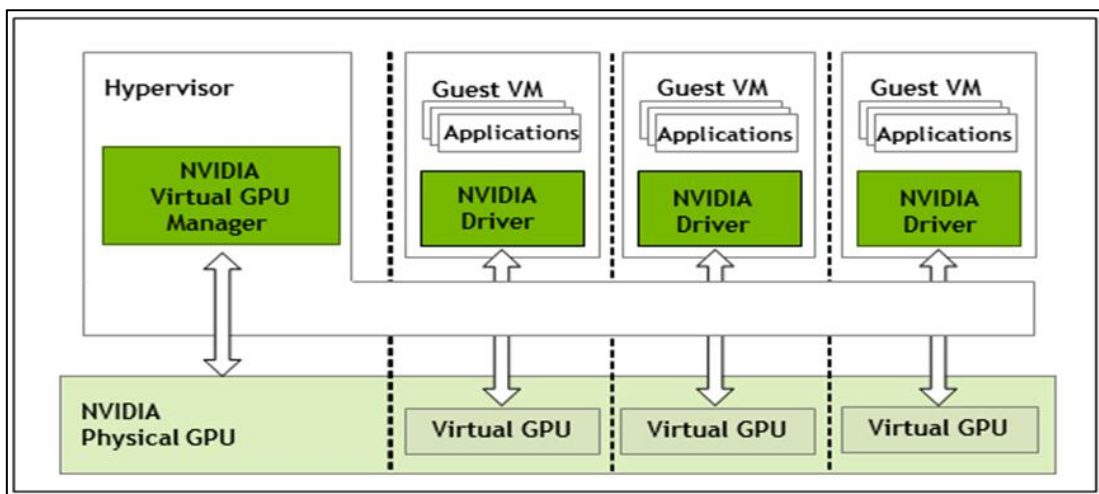 Hypervisor
NVIDIA
Virtual GPU
Manager
Guest VM
Applications
NVIDIA
Driver
Guest VM
Applications
NVIDIA
Driver
Guest VM
Applications
NVIDIA
Driver
NVIDIA
Physical GPU
Virtual GPU
Virtual GPU
Virtual GPU